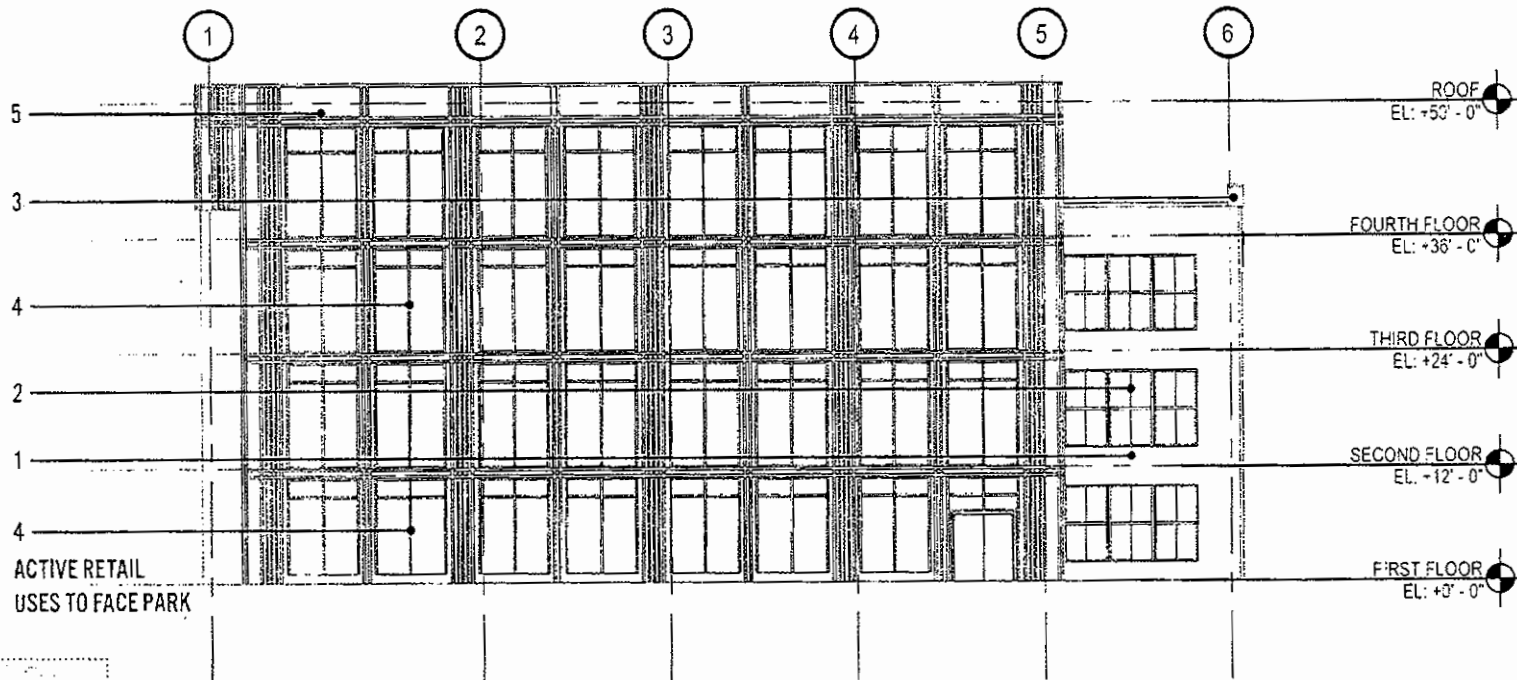 1 2 3 4 5 6
5
ROOF
EL: +50' - 0"
3
FOURTH FLOOR
EL: +36' - 0"
4
THIRD FLOOR
EL: +24' - 0"
2
1
SECOND FLOOR
EL. +12' - 0"
4
ACTIVE RETAIL
USES TO FACE PARK
FIRST FLOOR
EL: +0' - 0"